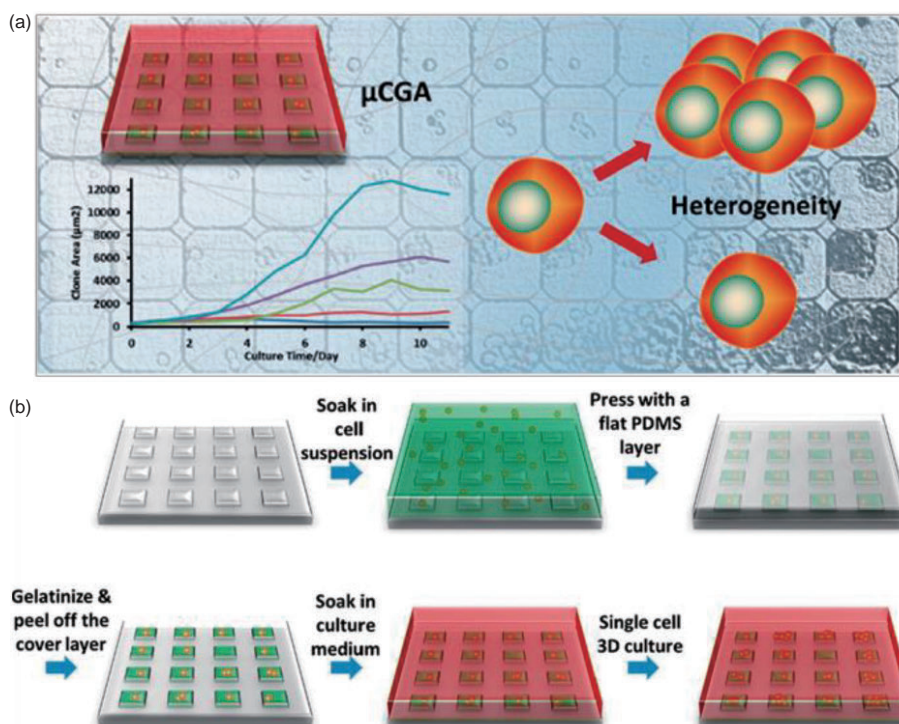 (a)
μCGA
Clone Area (μm2)
12000
10000
8000
6000
4000
2000
0
0 2 4 6 8 10
Culture Time/Day
Heterogeneity
(b)
Soak in
cell
suspension
Press with a
flat PDMS
layer
Gelatinize &
peel off the
cover layer
Soak in
culture
medium
Single cell
3D culture